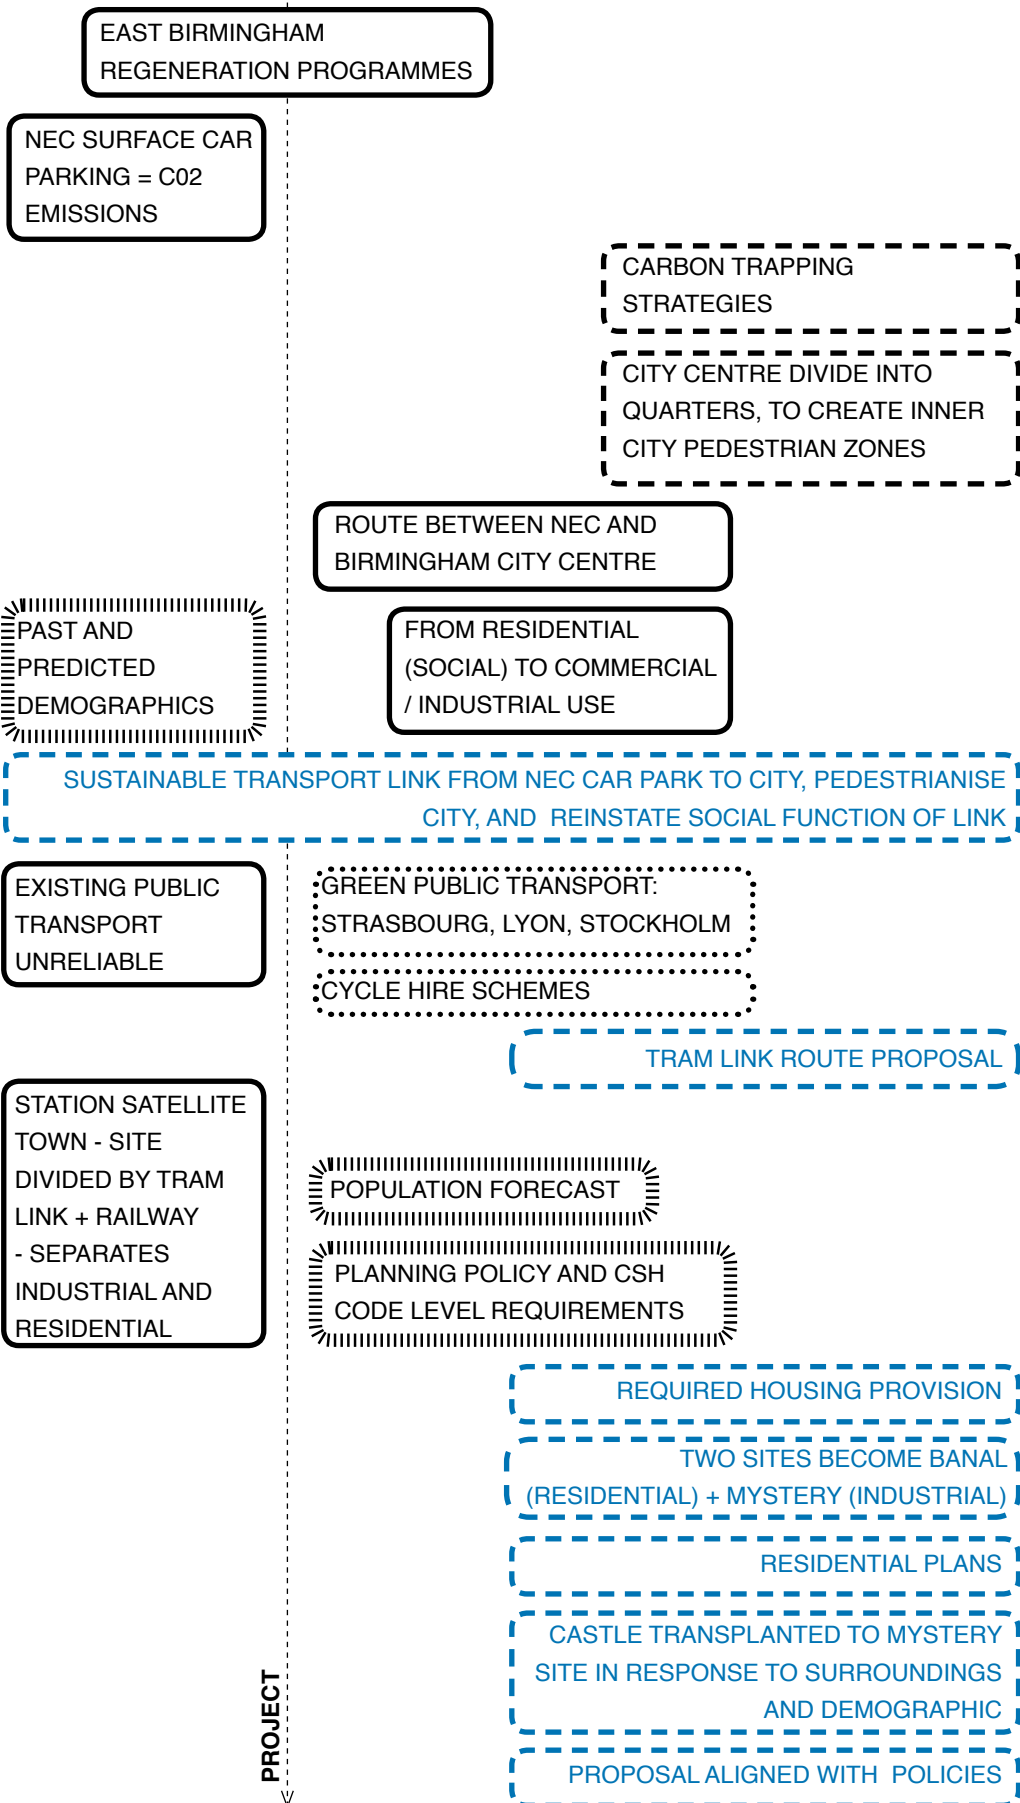 EAST BIRMINGHAM
REGENERATION PROGRAMMES
NEC SURFACE CAR
PARKING = C02
EMISSIONS
CARBON TRAPPING
STRATEGIES
CITY CENTRE DIVIDE INTO
QUARTERS, TO CREATE INNER
CITY PEDESTRIAN ZONES
ROUTE BETWEEN NEC AND
BIRMINGHAM CITY CENTRE
PAST AND
PREDICTED
DEMOGRAPHICS
FROM RESIDENTIAL
(SOCIAL) TO COMMERCIAL
/ INDUSTRIAL USE
SUSTAINABLE TRANSPORT LINK FROM NEC CAR PARK TO CITY, PEDESTRIANISE
CITY, AND REINSTATE SOCIAL FUNCTION OF LINK
EXISTING PUBLIC
TRANSPORT
UNRELIABLE
GREEN PUBLIC TRANSPORT:
STRASBOURG, LYON, STOCKHOLM
CYCLE HIRE SCHEMES
TRAM LINK ROUTE PROPOSAL
STATION SATELLITE
TOWN - SITE
DIVIDED BY TRAM
LINK + RAILWAY
- SEPARATES
INDUSTRIAL AND
RESIDENTIAL
POPULATION FORECAST
PLANNING POLICY AND CSH
CODE LEVEL REQUIREMENTS
REQUIRED HOUSING PROVISION
TWO SITES BECOME BANAL
(RESIDENTIAL) + MYSTERY (INDUSTRIAL)
RESIDENTIAL PLANS
CASTLE TRANSPLANTED TO MYSTERY
SITE IN RESPONSE TO SURROUNDINGS
AND DEMOGRAPHIC
PROJECT
PROPOSAL ALIGNED WITH POLICIES